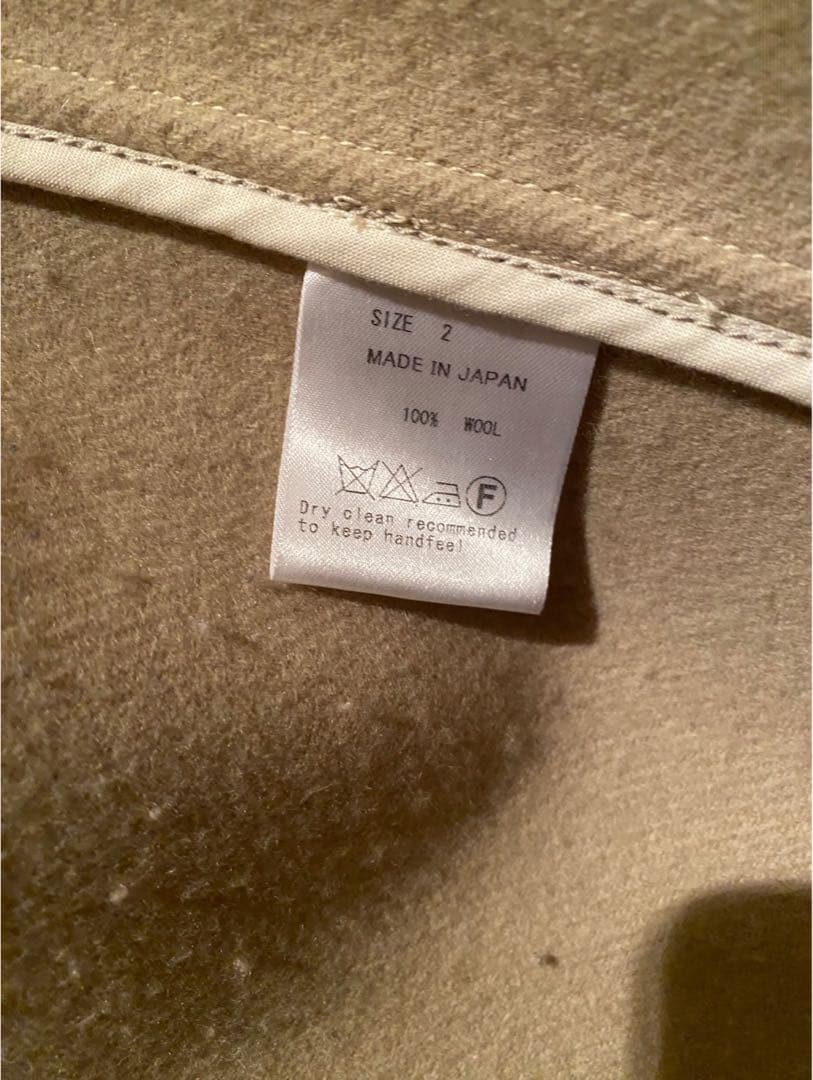 SIZE 2
MADE IN JAPAN
100% WOOL
F
Dry clean recommended
to keep handfeel